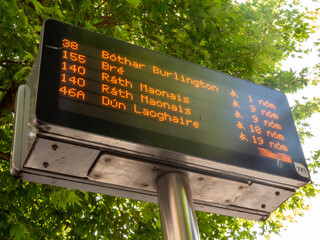 38 Bóthar Burlington 1 nóm
155 Bré 9 nóm
140 Ráth Maonais 9 nóm
140 Ráth Maonais 18 nóm
46A Dún Laoghaire 19 nóm